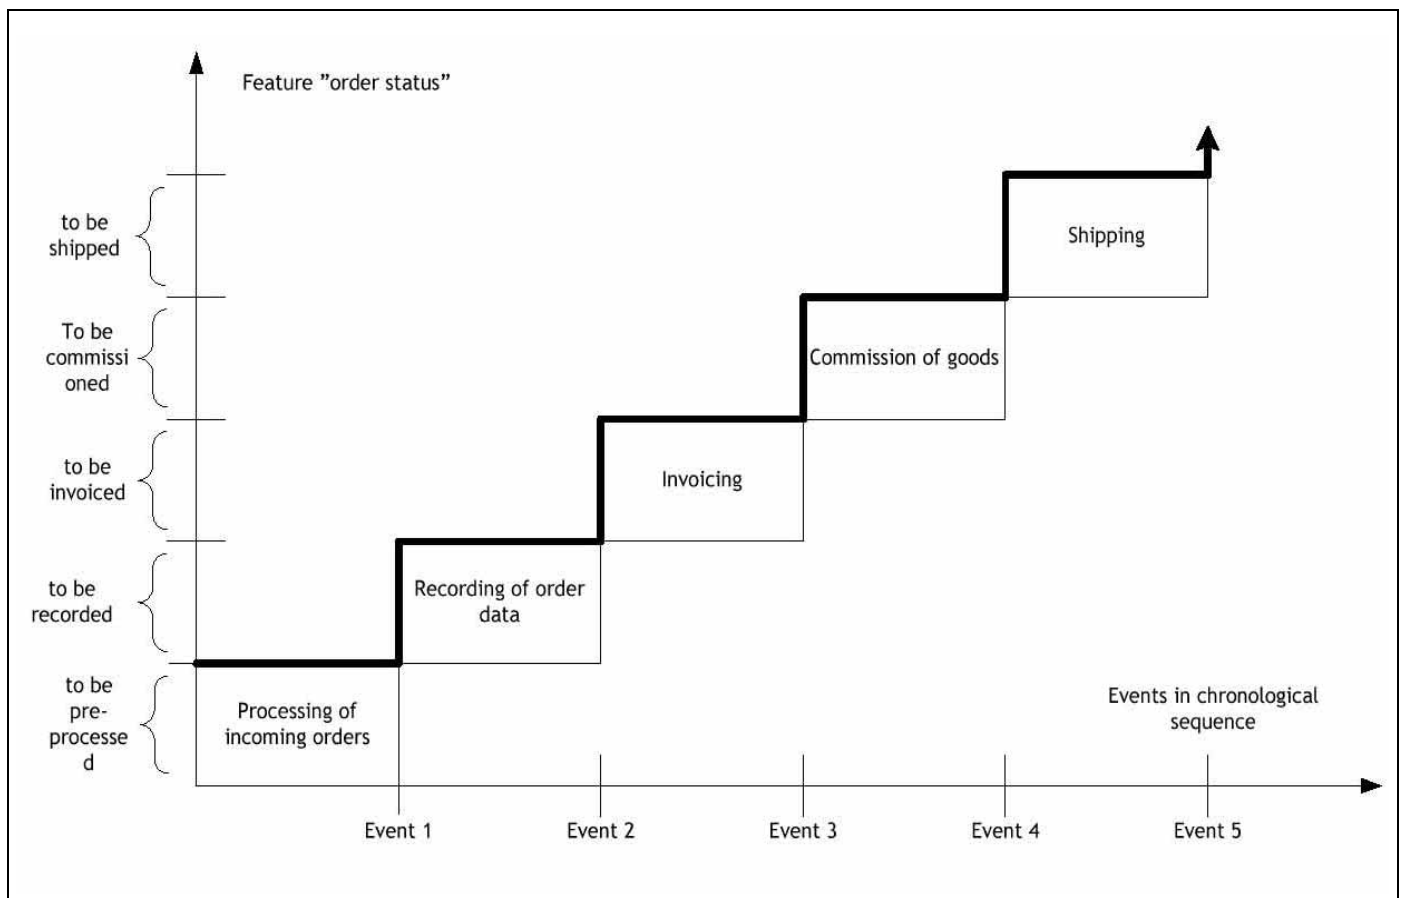 Feature ”order status”
to be
shipped
Shipping
To be
commissi
oned
Commission of goods
to be
invoiced
Invoicing
to be
recorded
Recording of order
data
to be
pre-
processe
d
Processing of
incoming orders
Events in chronological
sequence
Event 1
Event 2
Event 3
Event 4
Event 5